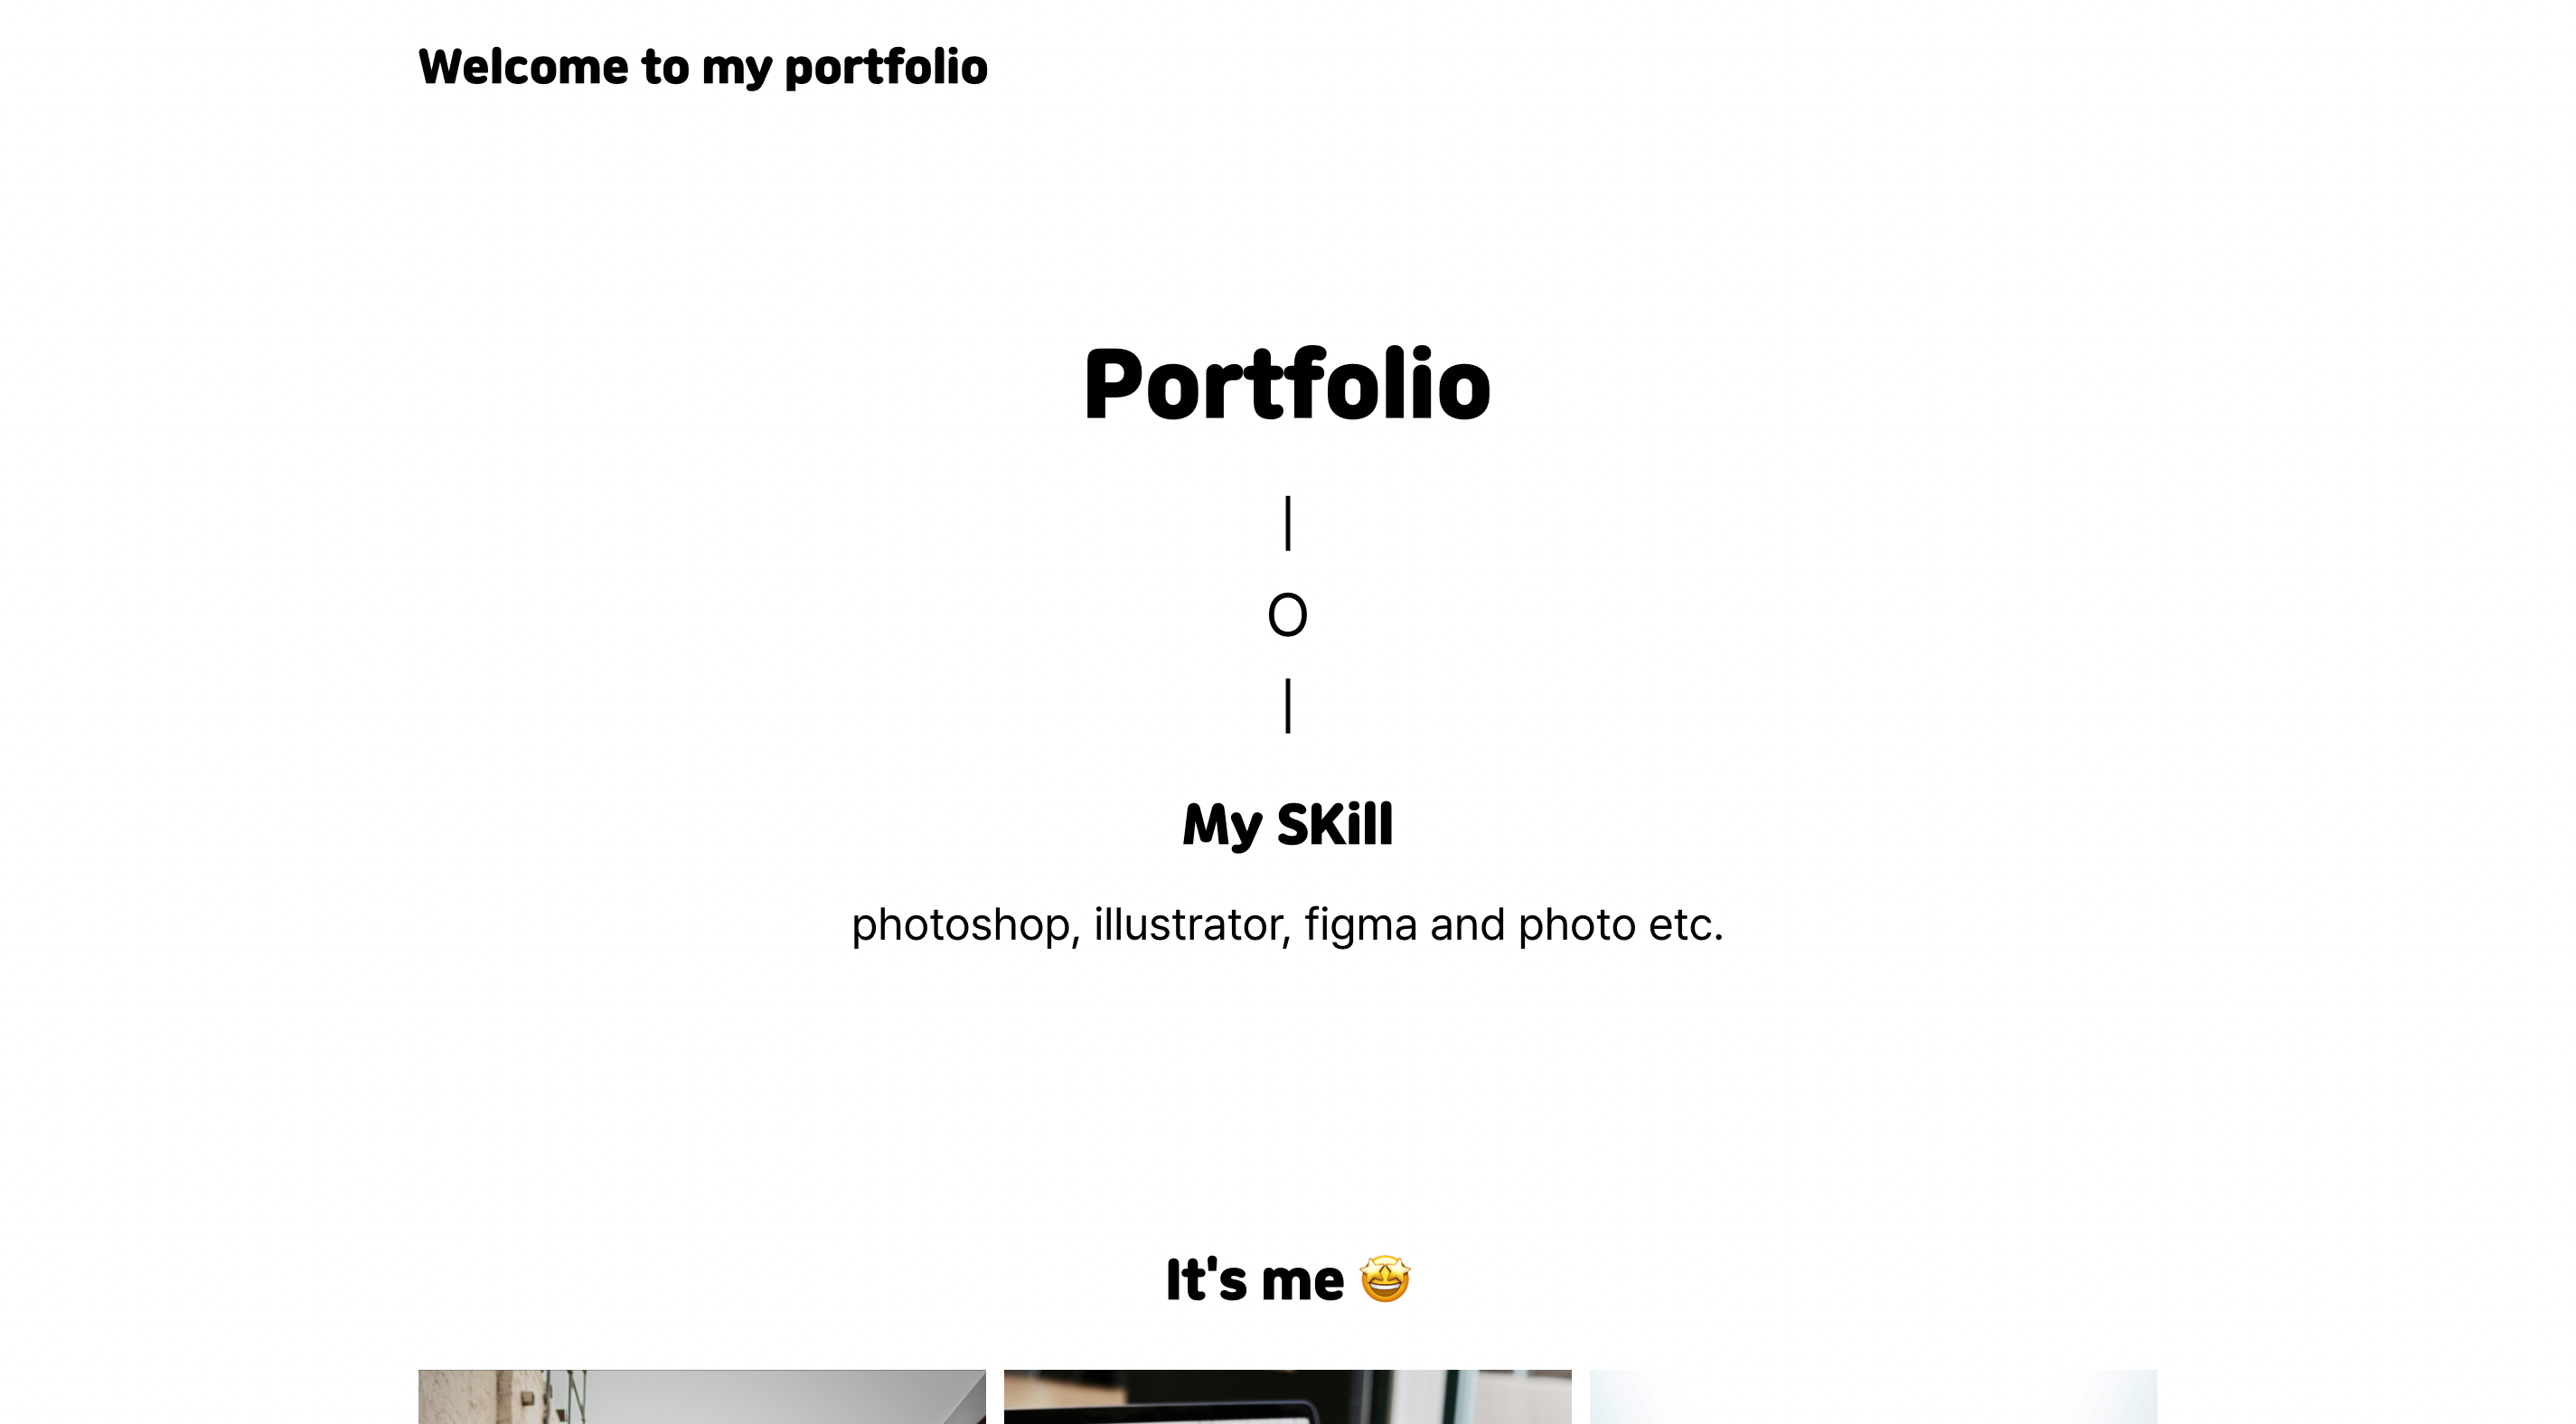 Welcome to my portfolio
Portfolio
|
O
|
My SKill
photoshop, illustrator, figma and photo etc.
It's me 🤩